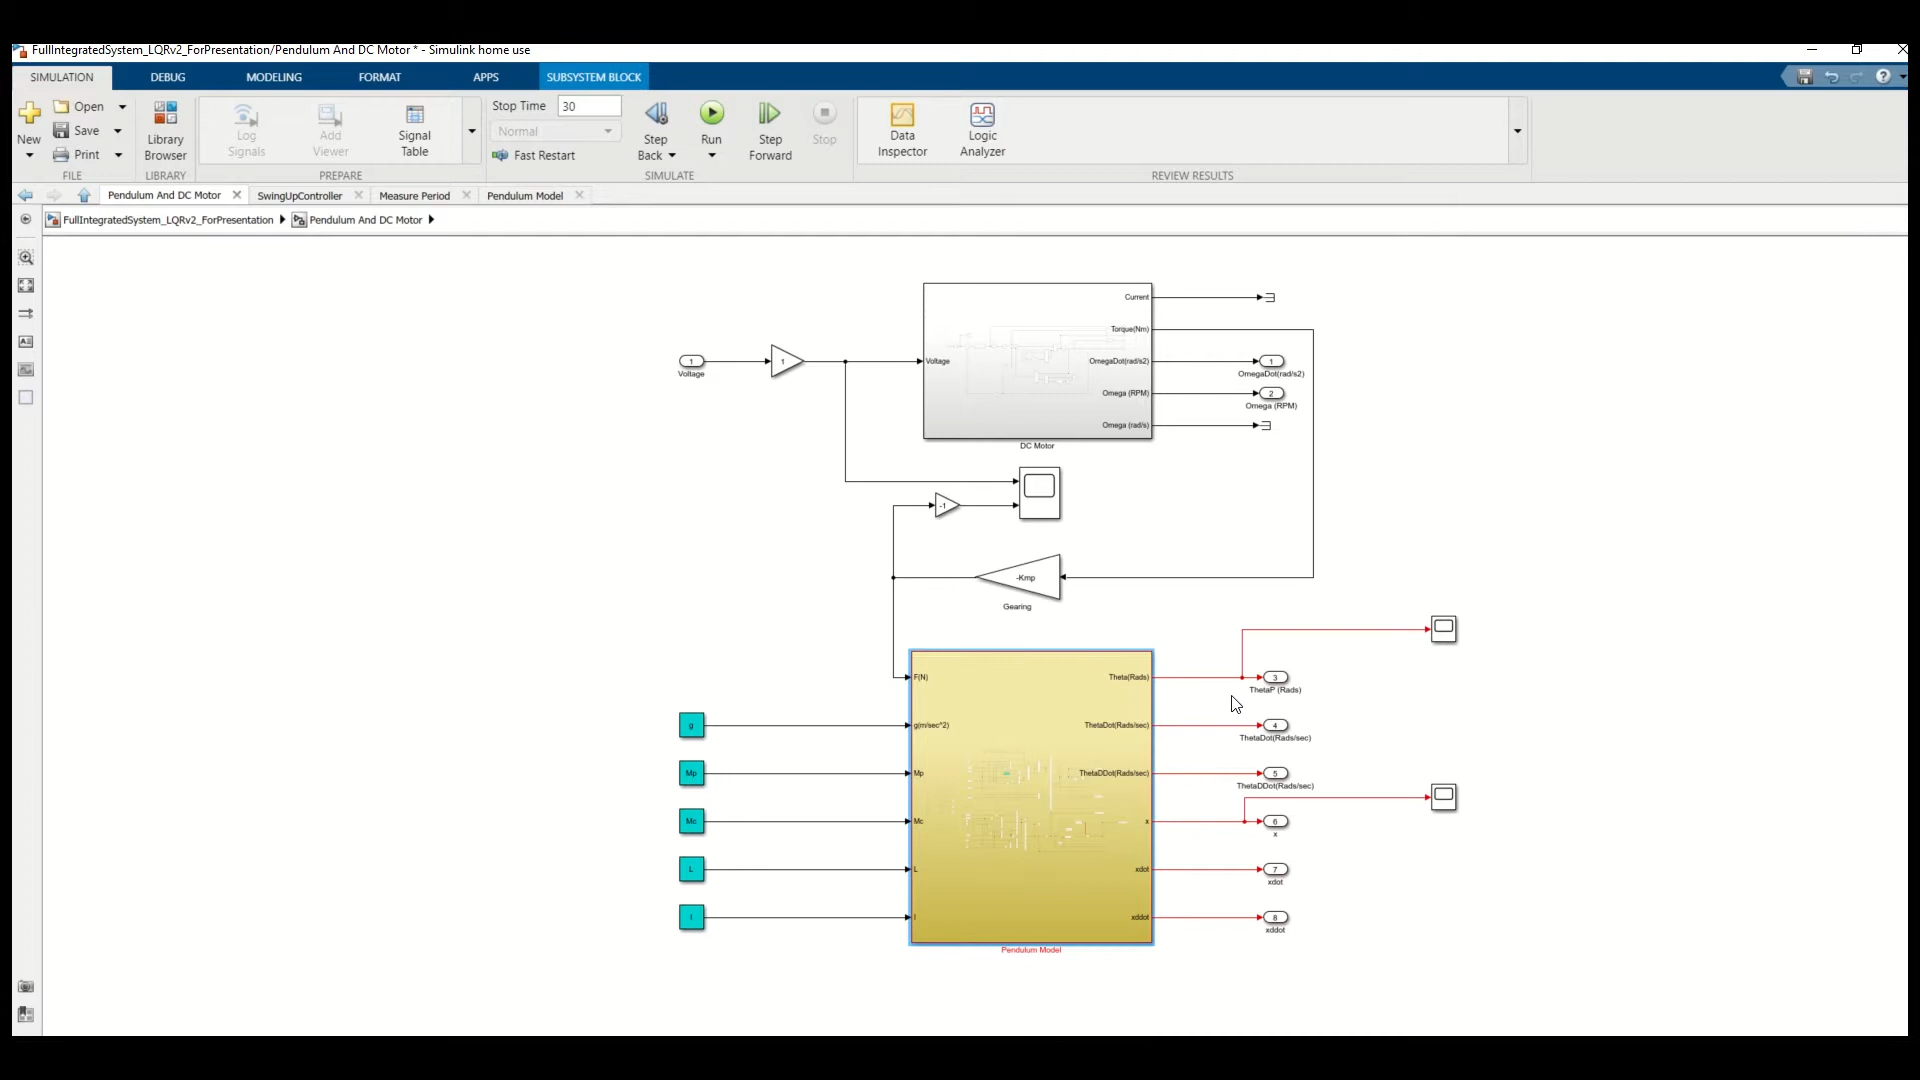 FullIntegratedSystem_LQRv2_ForPresentation/Pendulum And DC Motor * - Simulink home use
SIMULATION DEBUG MODELING FORMAT APPS SUBSYSTEM BLOCK
New
Open
Save
Print
FILE
Library Browser
LIBRARY
Log Signals
Add Viewer
Signal Table
PREPARE
Stop Time 30
Normal
Fast Restart
Step Back
Run
Step Forward
Stop
SIMULATE
Data Inspector
Logic Analyzer
REVIEW RESULTS
Pendulum And DC Motor SwingUpController Measure Period Pendulum Model
FullIntegratedSystem_LQRv2_ForPresentation Pendulum And DC Motor
1
Voltage
1
Voltage
Current
Torque(Nm)
OmegaDot(rad/s2)
Omega (RPM)
Omega (rad/s)
DC Motor
1
OmegaDot(rad/s2)
2
Omega (RPM)
-1
-Kmp
Gearing
g
Mp
Mc
L
I
F(N)
g(m/sec^2)
Mp
Mc
L
I
Theta(Rads)
ThetaDot(Rads/sec)
ThetaDDot(Rads/sec)
x
xdot
xddot
Pendulum Model
3
ThetaP (Rads)
4
ThetaDot(Rads/sec)
5
ThetaDDot(Rads/sec)
6
x
7
xdot
8
xddot